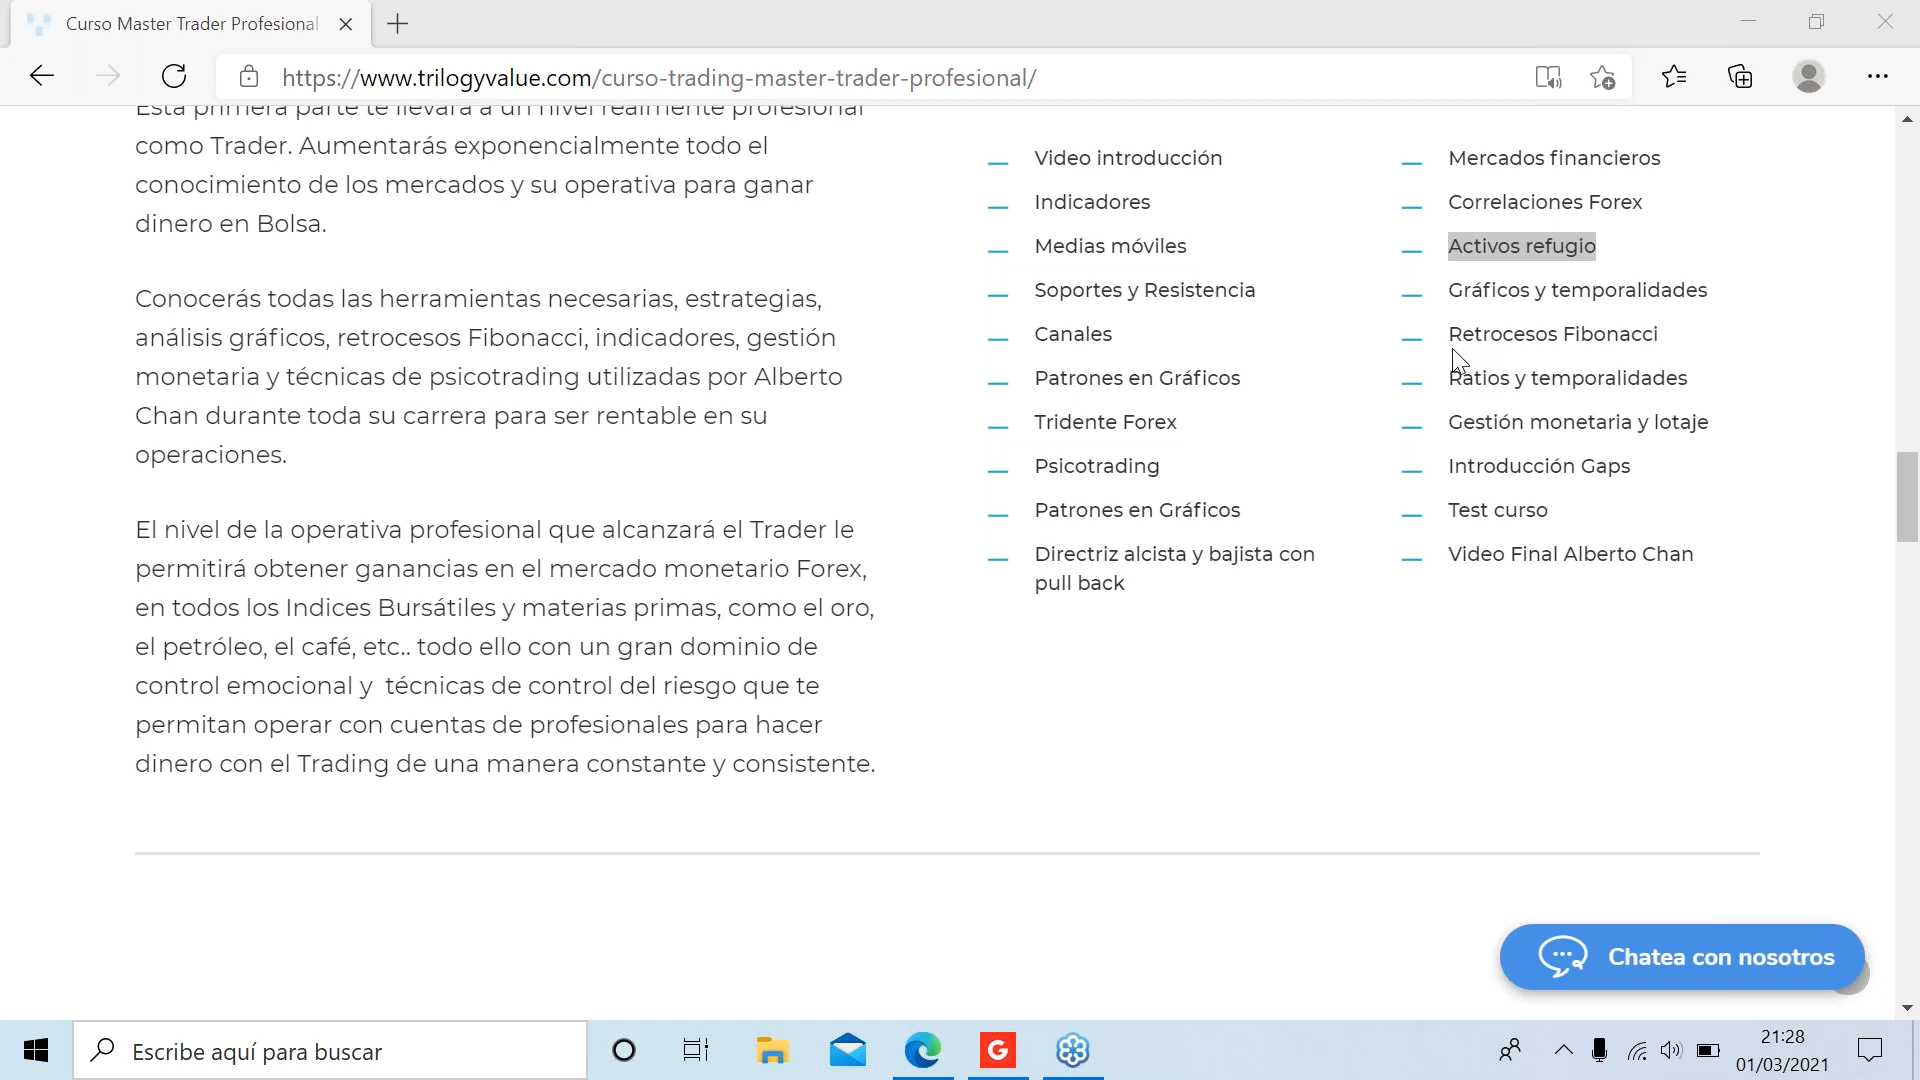 Curso Master Trader Profesional
https://www.trilogyvalue.com/curso-trading-master-trader-profesional/
Esta primera parte te llevará a un nivel realmente profesional
como Trader. Aumentarás exponencialmente todo el
conocimiento de los mercados y su operativa para ganar
dinero en Bolsa.
Conocerás todas las herramientas necesarias, estrategias,
análisis gráficos, retrocesos Fibonacci, indicadores, gestión
monetaria y técnicas de psicotrading utilizadas por Alberto
Chan durante toda su carrera para ser rentable en su
operaciones.
El nivel de la operativa profesional que alcanzará el Trader le
permitirá obtener ganancias en el mercado monetario Forex,
en todos los Indices Bursátiles y materias primas, como el oro,
el petróleo, el café, etc.. todo ello con un gran dominio de
control emocional y técnicas de control del riesgo que te
permitan operar con cuentas de profesionales para hacer
dinero con el Trading de una manera constante y consistente.
Video introducción
Indicadores
Medias móviles
Soportes y Resistencia
Canales
Patrones en Gráficos
Tridente Forex
Psicotrading
Patrones en Gráficos
Directriz alcista y bajista con
pull back
Mercados financieros
Correlaciones Forex
Activos refugio
Gráficos y temporalidades
Retrocesos Fibonacci
Ratios y temporalidades
Gestión monetaria y lotaje
Introducción Gaps
Test curso
Video Final Alberto Chan
Chatea con nosotros
Escribe aquí para buscar
G
21:28
01/03/2021